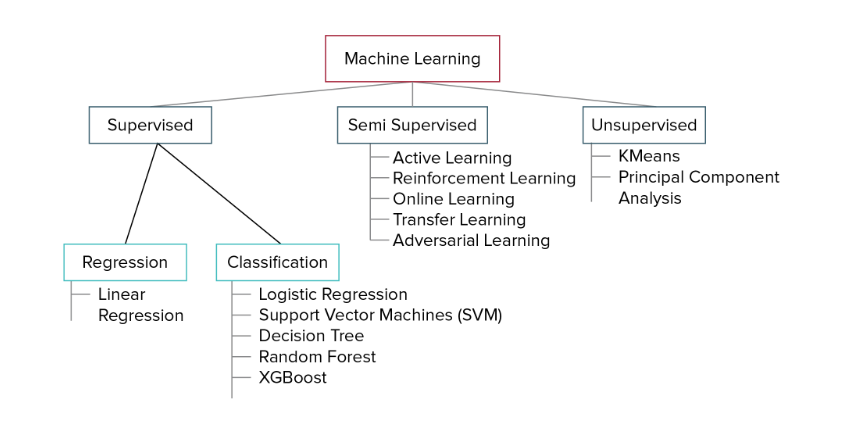 Machine Learning
Supervised
Semi Supervised
Unsupervised
Active Learning
Reinforcement Learning
Online Learning
Transfer Learning
Adversarial Learning
KMeans
Principal Component
Analysis
Regression
Classification
Linear
Regression
Logistic Regression
Support Vector Machines (SVM)
Decision Tree
Random Forest
XGBoost